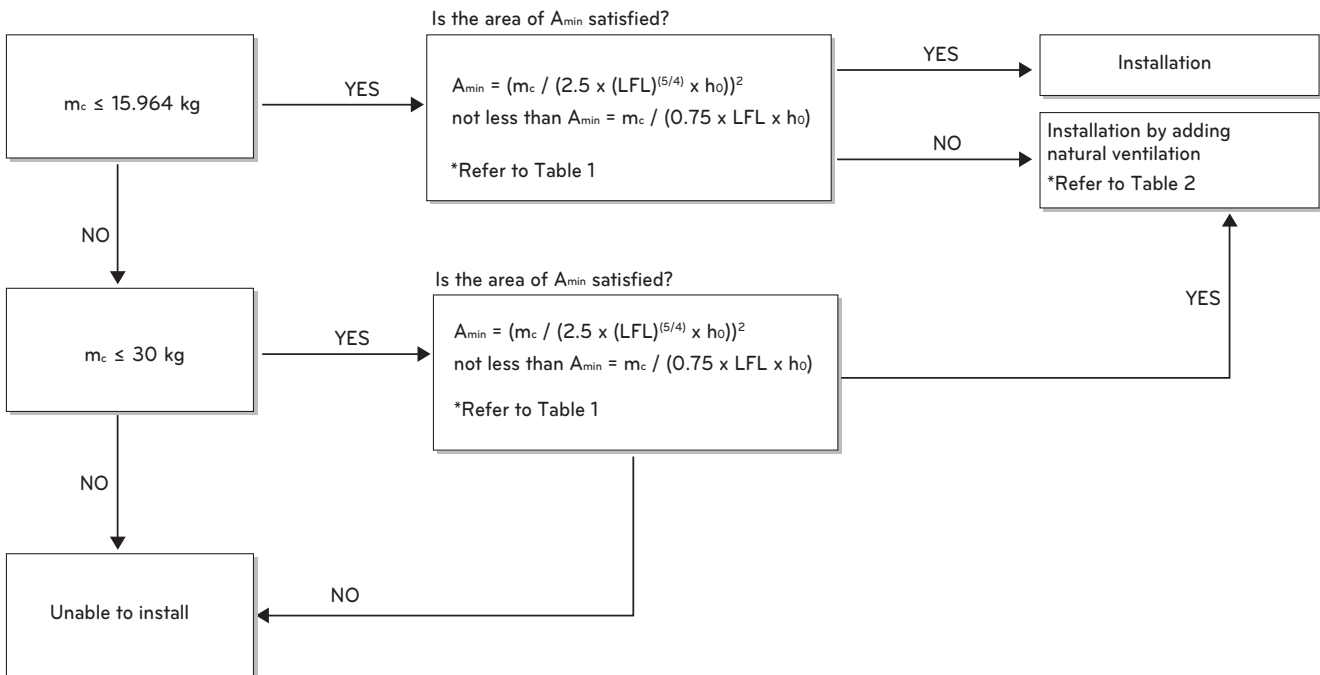 Is the area of Amin satisfied?
mc ≤ 15.964 kg
YES
Amin = (mc / (2.5 x (LFL)^(5/4) x h0))²
not less than Amin = mc / (0.75 x LFL x h0)
*Refer to Table 1
YES
Installation
NO
Installation by adding
natural ventilation
*Refer to Table 2
NO
Is the area of Amin satisfied?
mc ≤ 30 kg
YES
Amin = (mc / (2.5 x (LFL)^(5/4) x h0))²
not less than Amin = mc / (0.75 x LFL x h0)
*Refer to Table 1
YES
NO
Unable to install
NO